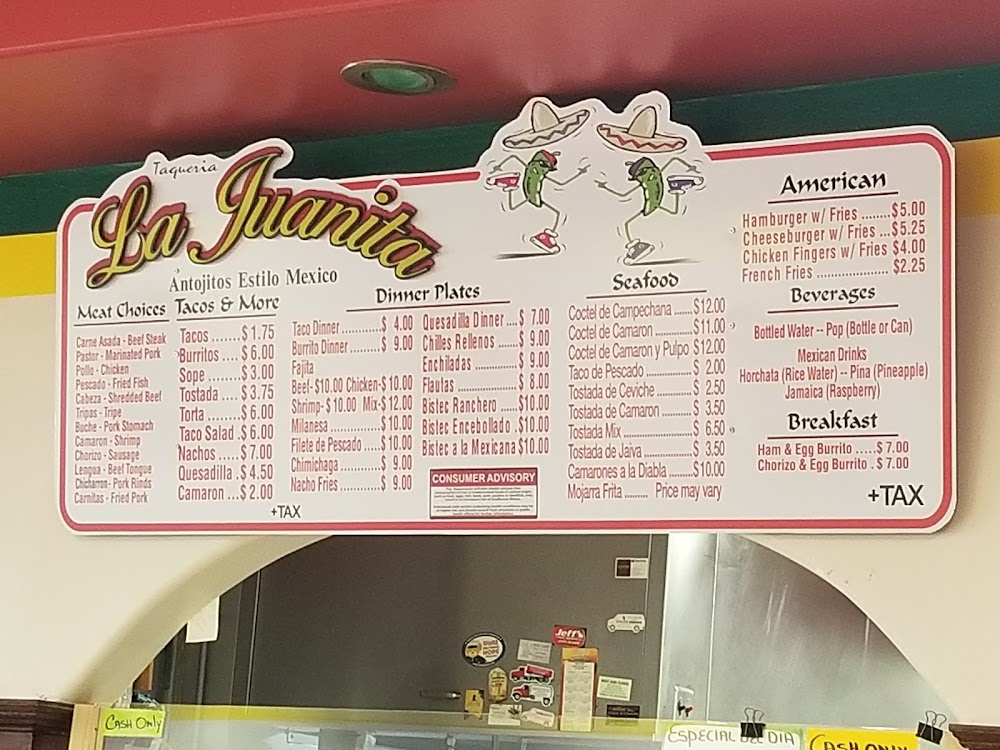 Taqueria
La Juanita
Antojitos Estilo Mexico
Meat Choices
Carne Asada - Beef Steak
Pastor - Marinated Pork
Pollo - Chicken
Pescado - Fried Fish
Cabeza - Shredded Beef
Tripas - Tripe
Buche - Pork Stomach
Camaron - Shrimp
Chorizo - Sausage
Lengua - Beef Tongue
Chicharron - Pork Rinds
Carnitas - Fried Pork
Tacos & More
Tacos .......$1.75
Burritos .....$6.00
Sope ........$3.00
Tostada .....$3.75
Torta .........$6.00
Taco Salad .$6.00
Nachos ......$7.00
Quesadilla .$4.50
Camaron ...$2.00
+TAX
Dinner Plates
Taco Dinner ............$ 4.00
Burrito Dinner .........$ 9.00
Fajita
Beef-$10.00 Chicken-$10.00
Shrimp-$10.00 Mix-$12.00
Milanesa ................$10.00
Filete de Pescado .....$10.00
Chimichaga ............$ 9.00
Nacho Fries ............$ 9.00
Quesadilla Dinner ....$ 7.00
Chilles Rellenos ......$ 9.00
Enchiladas .............$ 9.00
Flautas ..................$ 8.00
Bistec Ranchero .....$10.00
Bistec Encebollado .$10.00
Bistec a la Mexicana $10.00
CONSUMER ADVISORY
Seafood
Coctel de Campechana .....$12.00
Coctel de Camaron ..........$11.00
Coctel de Camaron y Pulpo $12.00
Taco de Pescado .............$ 2.00
Tostada de Ceviche ..........$ 2.50
Tostada de Camaron ........$ 3.50
Tostada Mix ....................$ 6.50
Tostada de Jaiva ..............$ 3.50
Camarones a la Diabla ......$10.00
Mojarra Frita ......... Price may vary
American
Hamburger w/ Fries ........$5.00
Cheeseburger w/ Fries ...$5.25
Chicken Fingers w/ Fries $4.00
French Fries ...................$2.25
Beverages
Bottled Water -- Pop (Bottle or Can)
Mexican Drinks
Horchata (Rice Water) -- Pina (Pineapple)
Jamaica (Raspberry)
Breakfast
Ham & Egg Burrito .....$7.00
Chorizo & Egg Burrito . $7.00
+TAX
Jeff's
CASH ONLY
ESPECIAL DEL DIA
CASH ONLY